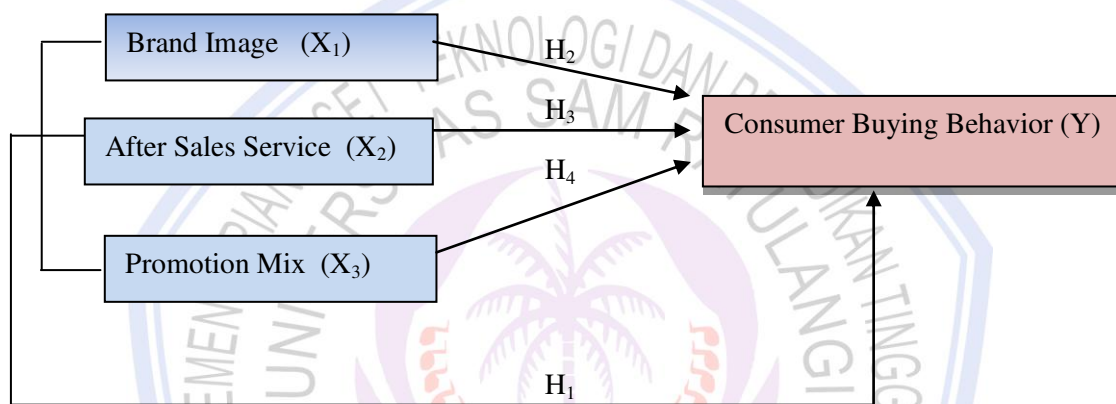 Brand Image (X₁)
H₂
After Sales Service (X₂)
H₃
Consumer Buying Behavior (Y)
H₄
Promotion Mix (X₃)
H₁